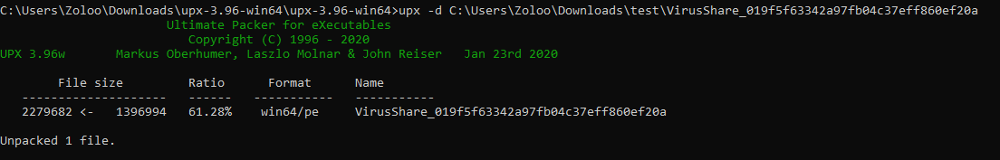 C:\Users\Zoloo\Downloads\upx-3.96-win64\upx-3.96-win64>upx -d C:\Users\Zoloo\Downloads\test\VirusShare_019f5f63342a97fb04c37eff860ef20a
Ultimate Packer for eXecutables
Copyright (C) 1996 - 2020
UPX 3.96w Markus Oberhumer, Laszlo Molnar & John Reiser Jan 23rd 2020
File size Ratio Format Name
-------------------- ------ ----------- -----------
2279682 <- 1396994 61.28% win64/pe VirusShare_019f5f63342a97fb04c37eff860ef20a
Unpacked 1 file.